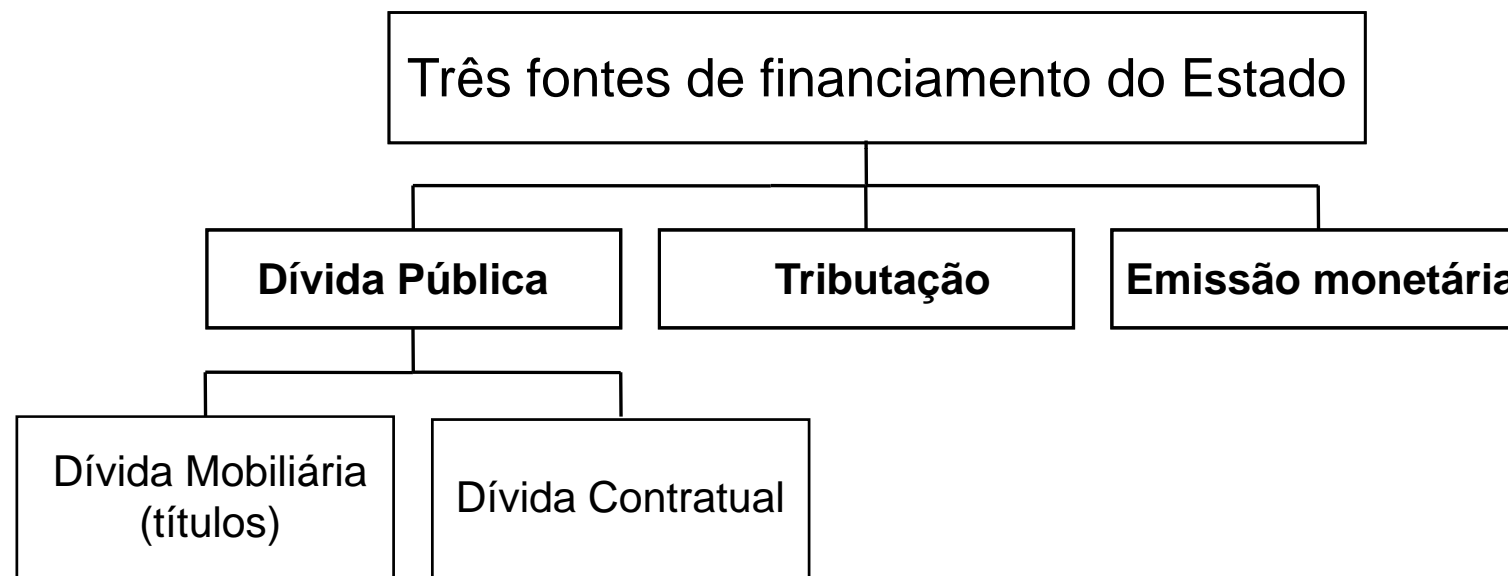 Três fontes de financiamento do Estado
Dívida Pública
Tributação
Emissão monetária
Dívida Mobiliária
(títulos)
Dívida Contratual